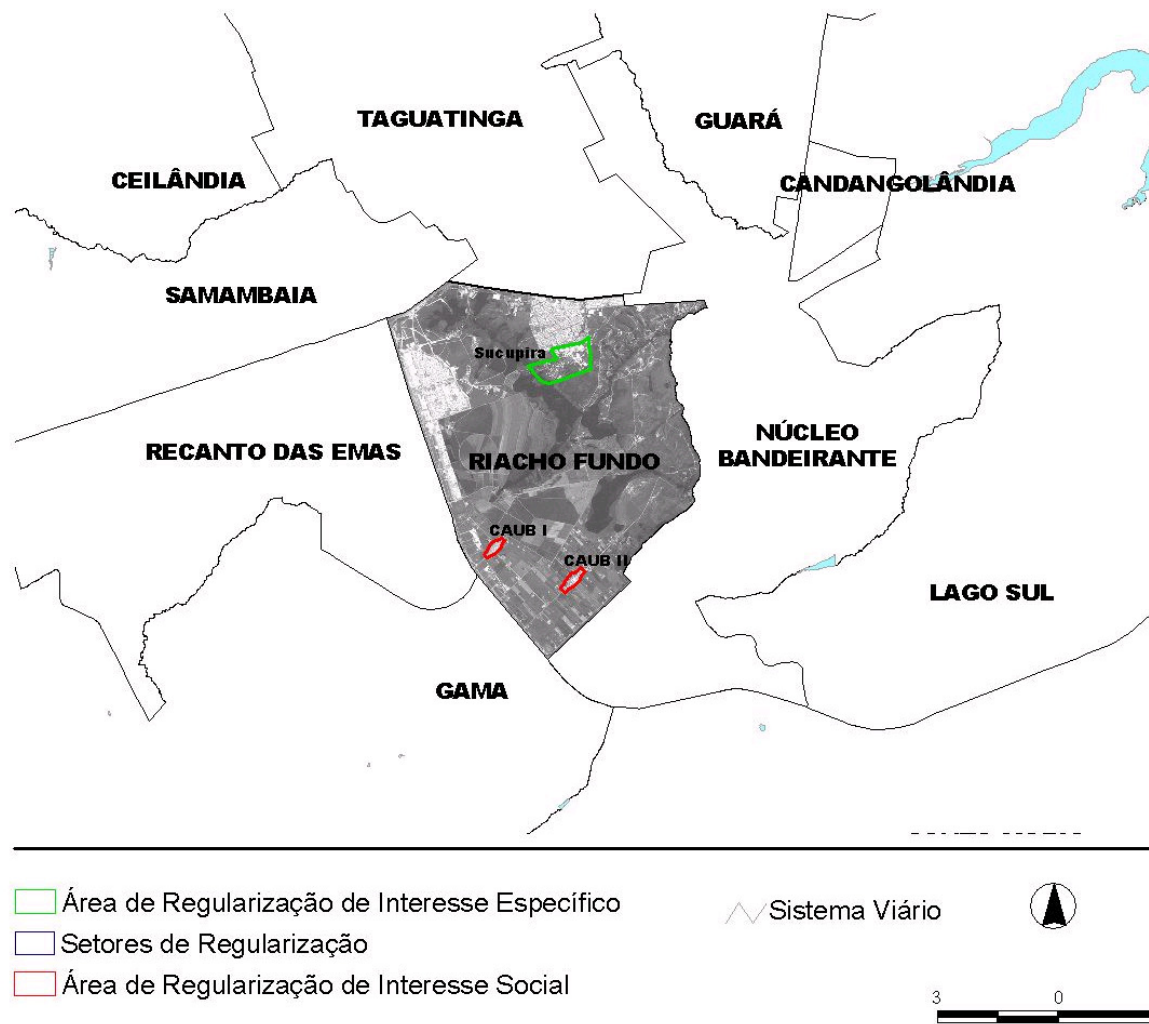 TAGUATINGA
GUARÁ
CEILÂNDIA
CANDANGOLÂNDIA
SAMAMBAIA
Sucupira
NÚCLEO
BANDEIRANTE
RECANTO DAS EMAS
RIACHO FUNDO
CAUB I
CAUB II
LAGO SUL
GAMA
Área de Regularização de Interesse Específico
Sistema Viário
Setores de Regularização
Área de Regularização de Interesse Social
3 0